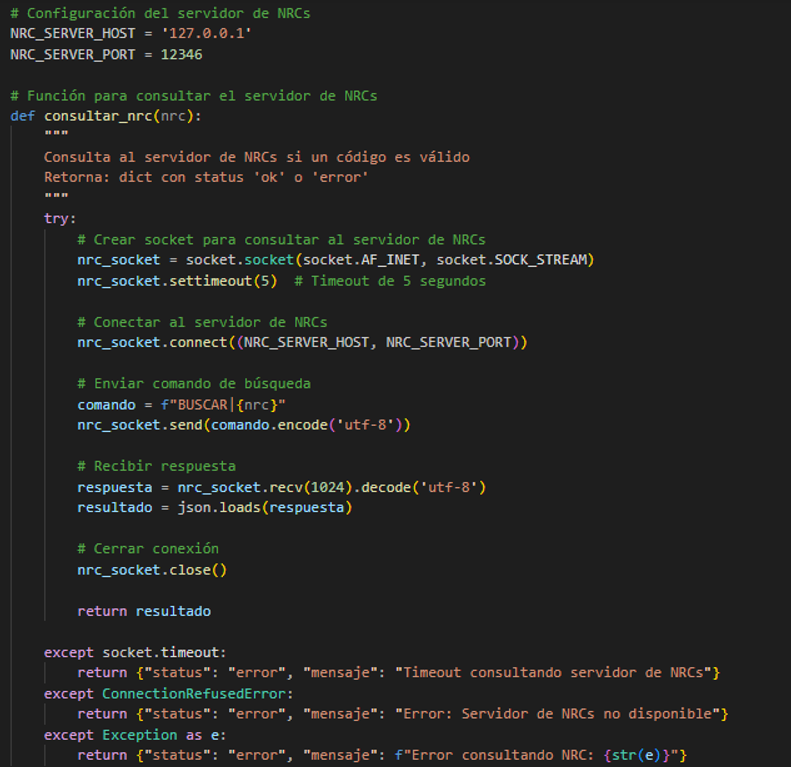 # Configuración del servidor de NRCs
NRC_SERVER_HOST = '127.0.0.1'
NRC_SERVER_PORT = 12346

# Función para consultar el servidor de NRCs
def consultar_nrc(nrc):
    """
    Consulta al servidor de NRCs si un código es válido
    Retorna: dict con status 'ok' o 'error'
    """
    try:
        # Crear socket para consultar al servidor de NRCs
        nrc_socket = socket.socket(socket.AF_INET, socket.SOCK_STREAM)
        nrc_socket.settimeout(5)  # Timeout de 5 segundos

        # Conectar al servidor de NRCs
        nrc_socket.connect((NRC_SERVER_HOST, NRC_SERVER_PORT))

        # Enviar comando de búsqueda
        comando = f"BUSCAR|{nrc}"
        nrc_socket.send(comando.encode('utf-8'))

        # Recibir respuesta
        respuesta = nrc_socket.recv(1024).decode('utf-8')
        resultado = json.loads(respuesta)

        # Cerrar conexión
        nrc_socket.close()

        return resultado

    except socket.timeout:
        return {"status": "error", "mensaje": "Timeout consultando servidor de NRCs"}
    except ConnectionRefusedError:
        return {"status": "error", "mensaje": "Error: Servidor de NRCs no disponible"}
    except Exception as e:
        return {"status": "error", "mensaje": f"Error consultando NRC: {str(e)}"}